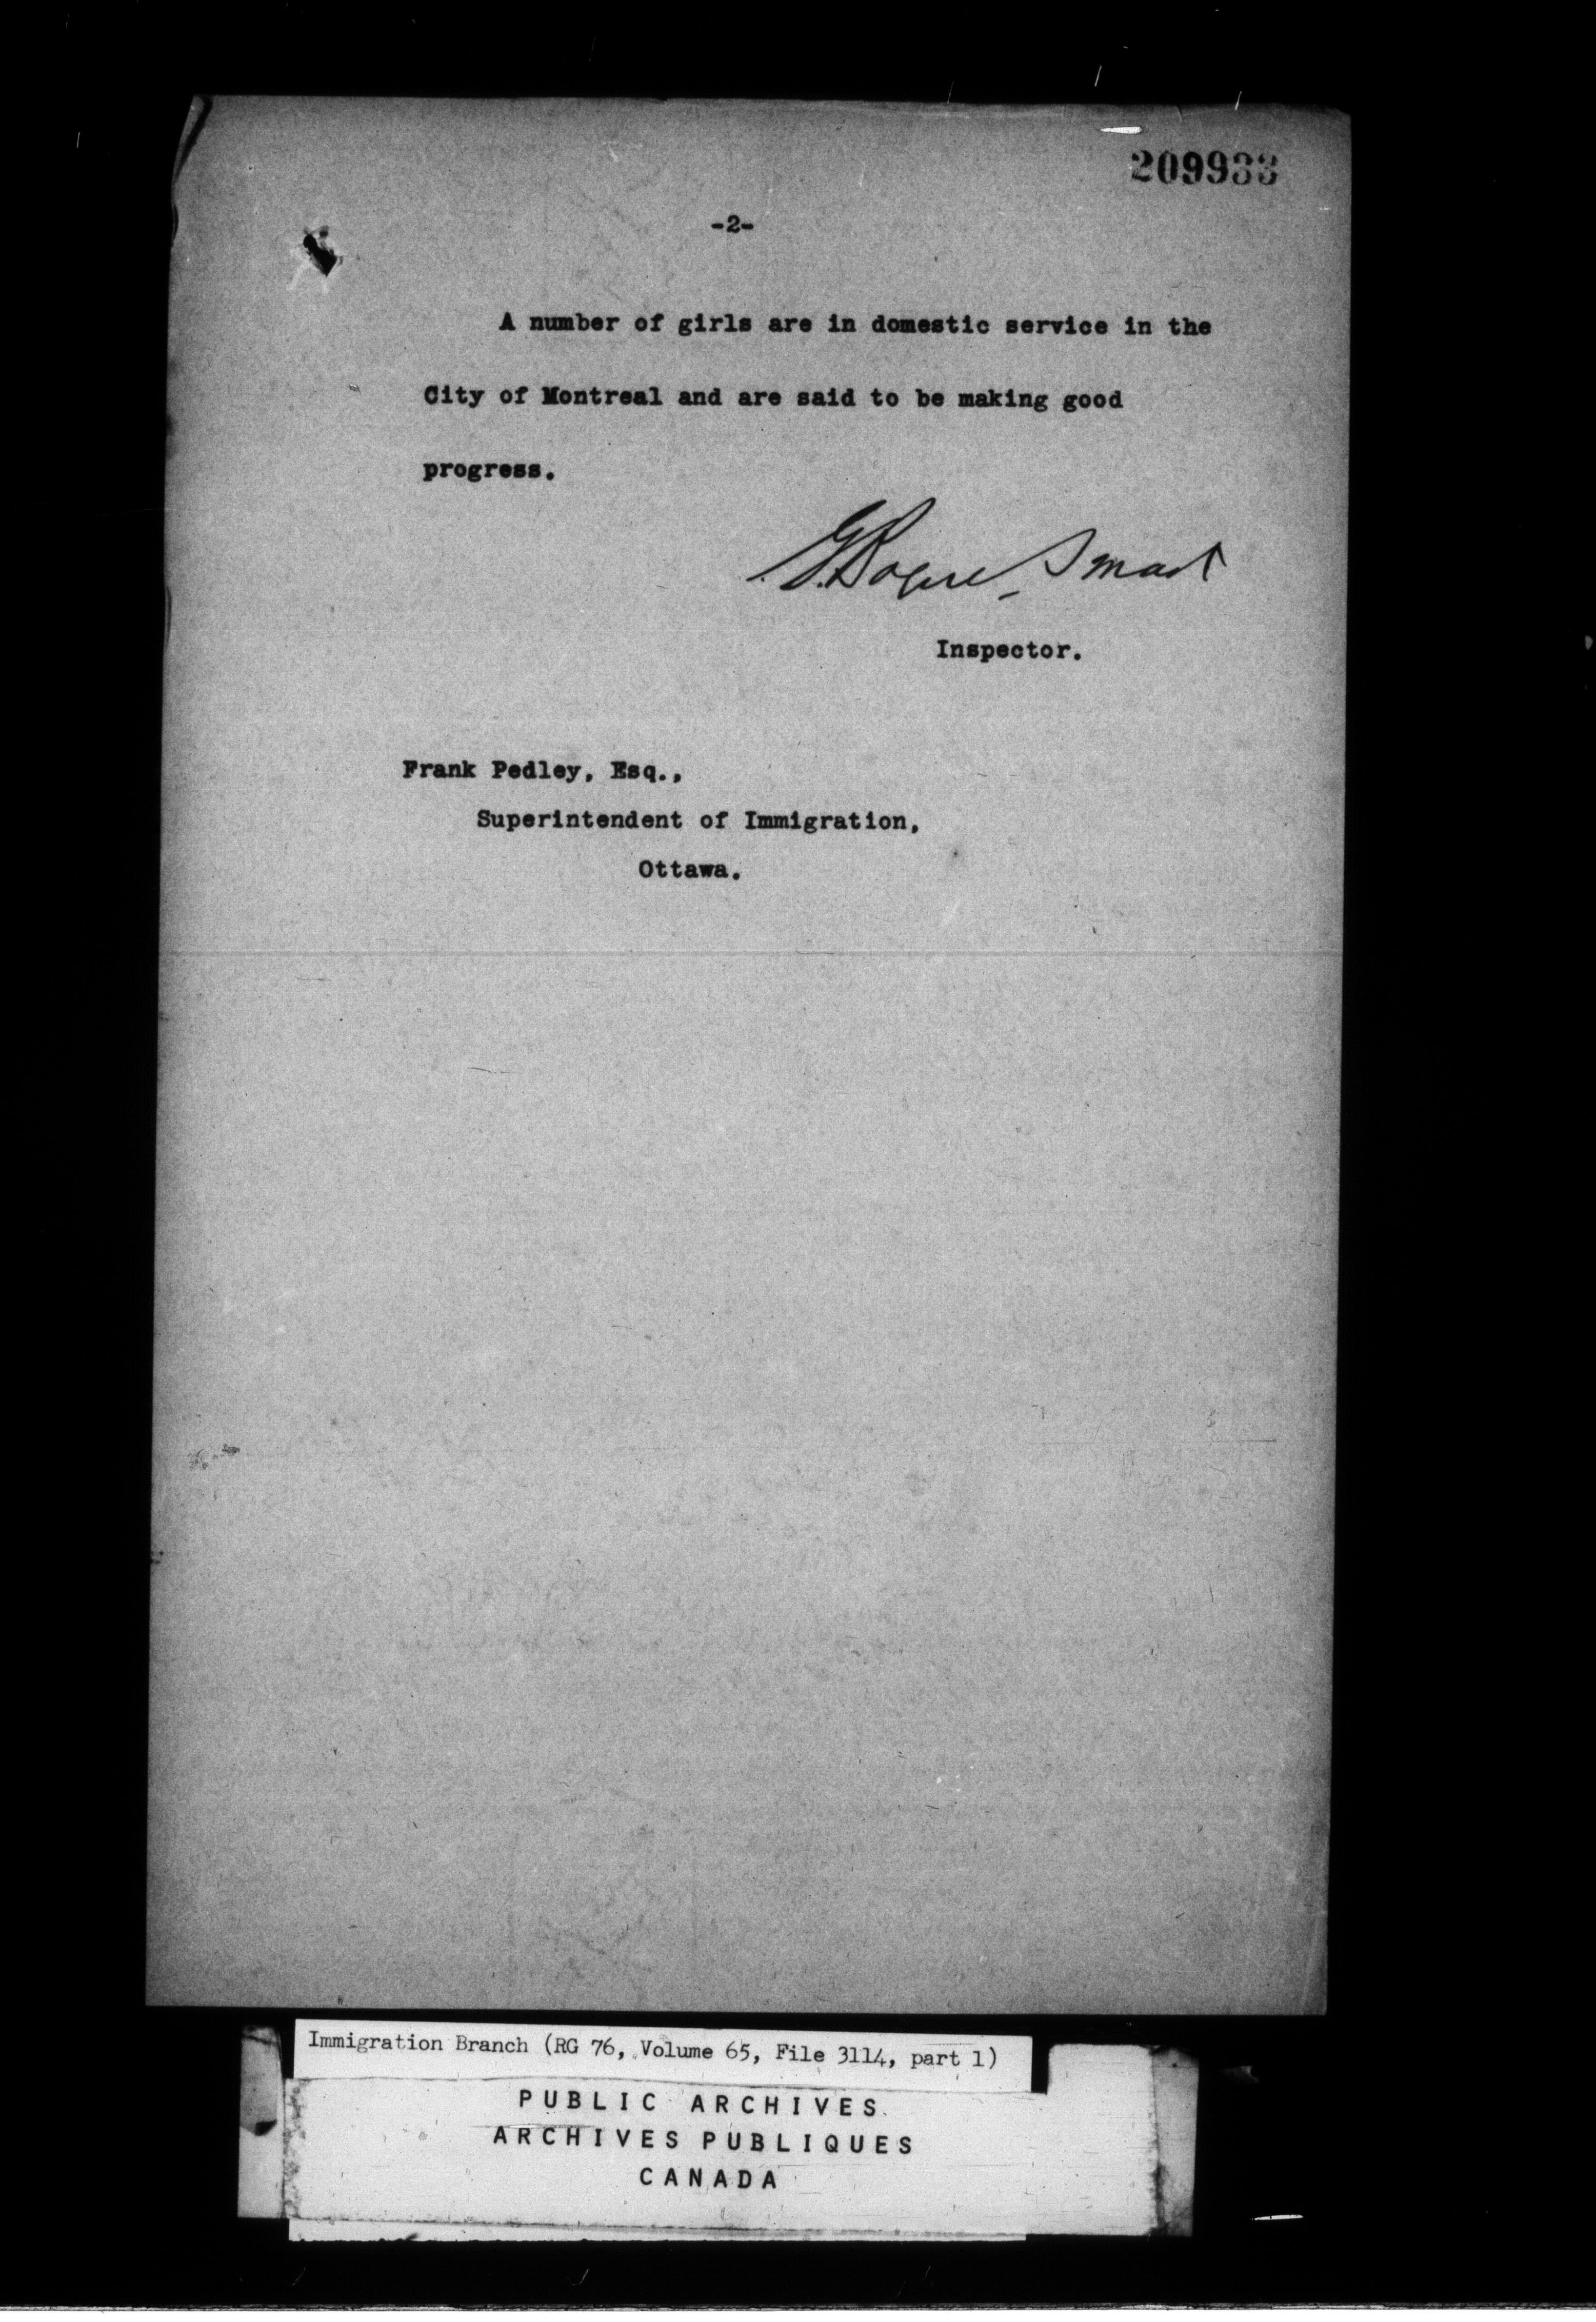 209933
-2-
A number of girls are in domestic service in the
City of Montreal and are said to be making good
progress.
G. Bogue Smart
Inspector.
Frank Pedley, Esq.,
Superintendent of Immigration,
Ottawa.
Immigration Branch (RG 76, Volume 65, File 3114, part 1)
PUBLIC ARCHIVES
ARCHIVES PUBLIQUES
CANADA